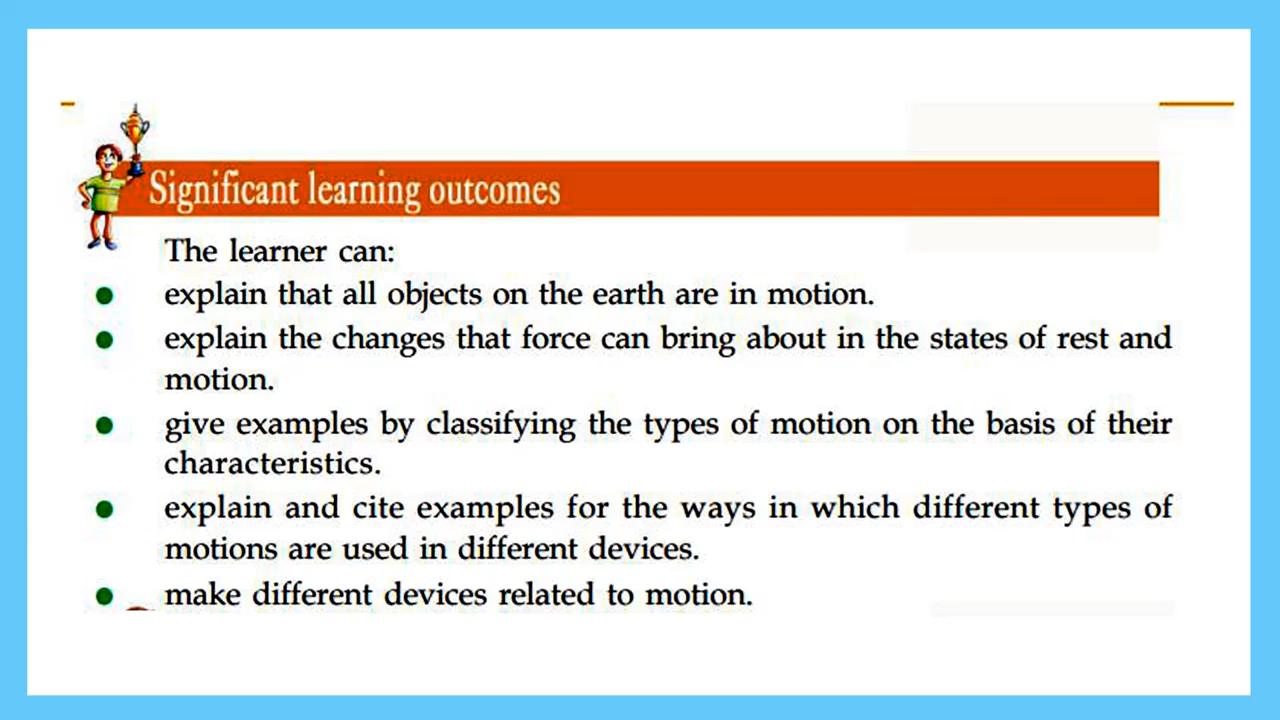 Significant learning outcomes
The learner can:
explain that all objects on the earth are in motion.
explain the changes that force can bring about in the states of rest and
motion.
give examples by classifying the types of motion on the basis of their
characteristics.
explain and cite examples for the ways in which different types of
motions are used in different devices.
make different devices related to motion.